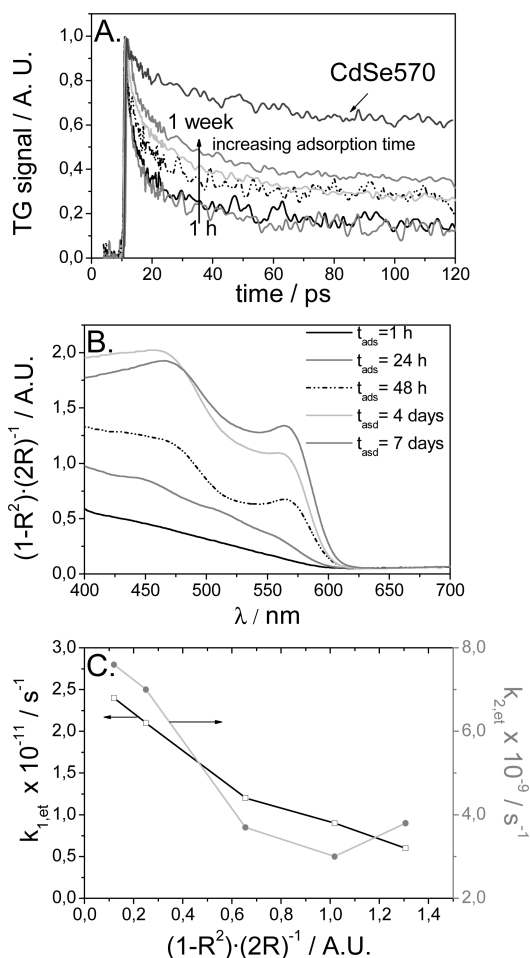 A.
TG signal / A. U.
1,0
0,8
0,6
0,4
0,2
0,0
CdSe570
1 week
increasing adsorption time
1 h
20 40 60 80 100 120
time / ps
B.
(1-R²)·(2R)⁻¹ / A.U.
2,0
1,5
1,0
0,5
0,0
t_ads=1 h
t_ads=24 h
t_ads=48 h
t_asd=4 days
t_asd=7 days
400 450 500 550 600 650 700
λ / nm
C.
k_1,et x 10⁻¹¹ / s⁻¹
3,0
2,5
2,0
1,5
1,0
0,5
0,0
8,0
6,0
4,0
2,0
k_2,et x 10⁻⁹ / s⁻¹
0,0 0,2 0,4 0,6 0,8 1,0 1,2 1,4
(1-R²)·(2R)⁻¹ / A.U.